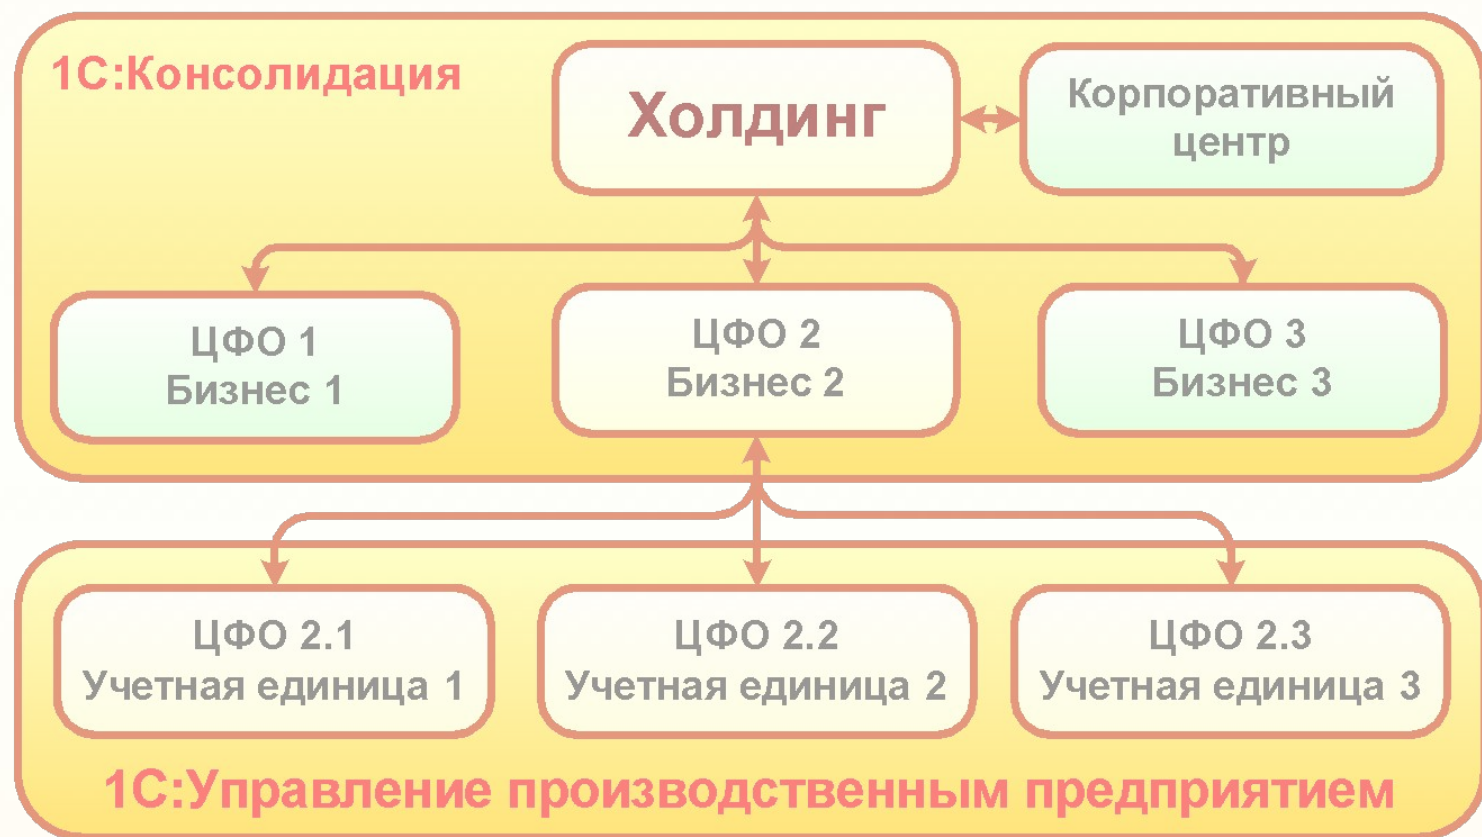 1С:Консолидация
Холдинг
Корпоративный
центр
ЦФО 1
Бизнес 1
ЦФО 2
Бизнес 2
ЦФО 3
Бизнес 3
ЦФО 2.1
Учетная единица 1
ЦФО 2.2
Учетная единица 2
ЦФО 2.3
Учетная единица 3
1С:Управление производственным предприятием